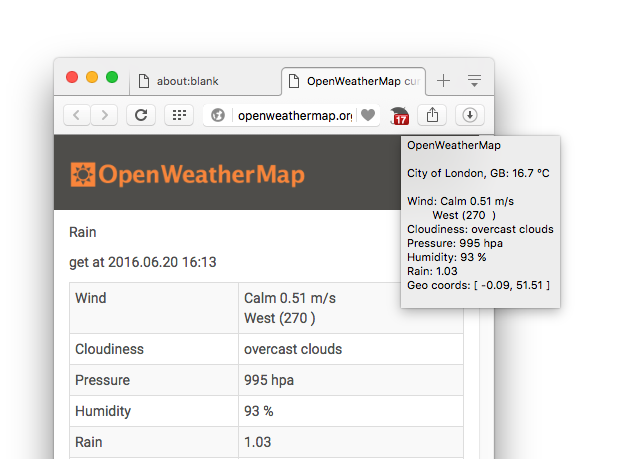 about:blank
OpenWeatherMap cur
openweathermap.org
17
OpenWeatherMap
OpenWeatherMap
City of London, GB: 16.7 °C
Wind: Calm 0.51 m/s
West (270  )
Cloudiness: overcast clouds
Pressure: 995 hpa
Humidity: 93 %
Rain: 1.03
Geo coords: [ -0.09, 51.51 ]
Rain
get at 2016.06.20 16:13
Wind Calm 0.51 m/s
West (270 )
Cloudiness overcast clouds
Pressure 995 hpa
Humidity 93 %
Rain 1.03